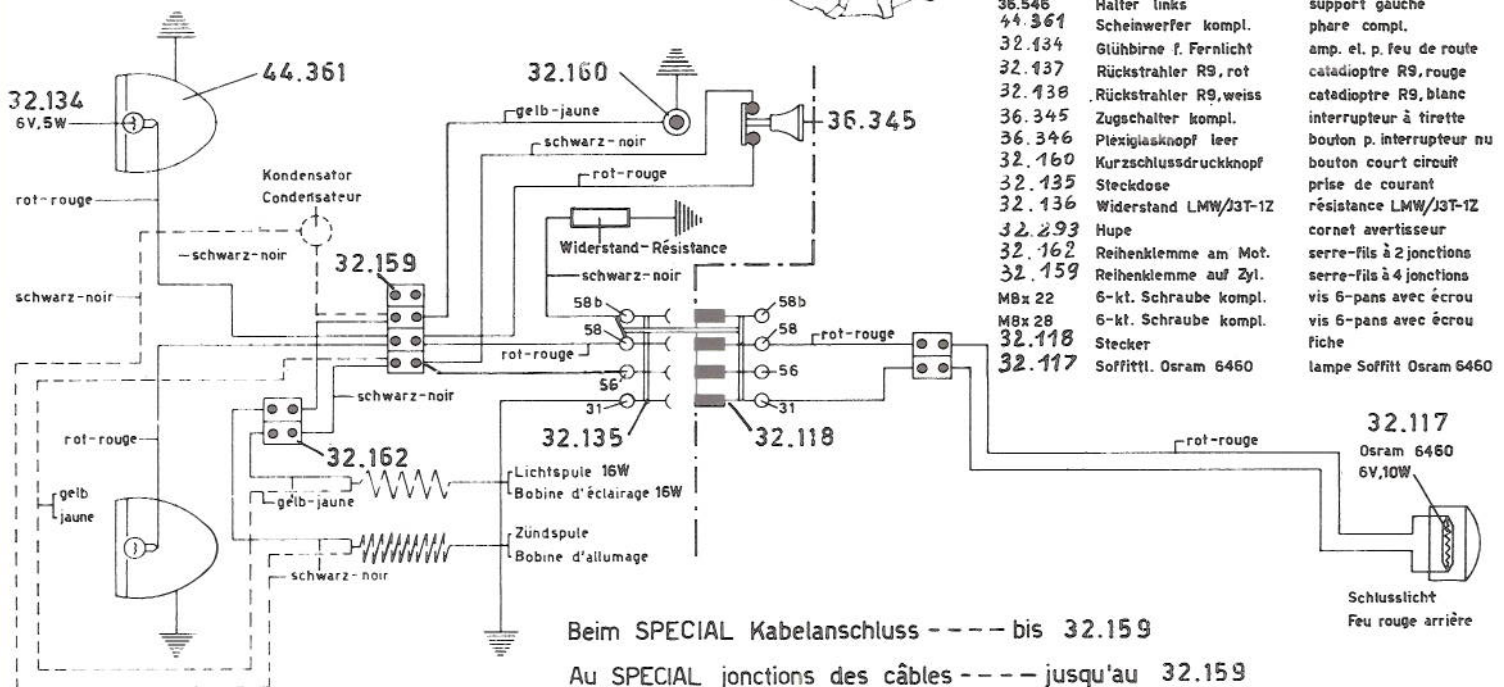 36.546 Halter links support gauche
44.361 Scheinwerfer kompl. phare compl.
32.134 Glühbirne f. Fernlicht amp. el. p. feu de route
32.137 Rückstrahler R9, rot catadioptre R9, rouge
32.138 Rückstrahler R9, weiss catadioptre R9, blanc
36.345 Zugschalter kompl. interrupteur à tirette
36.346 Plexiglasknopf leer bouton p. interrupteur nu
32.160 Kurzschlussdruckknopf bouton court circuit
32.135 Steckdose prise de courant
32.136 Widerstand LMW/J3T-1Z résistance LMW/J3T-1Z
32.293 Hupe cornet avertisseur
32.162 Reihenklemme am Mot. serre-fils à 2 jonctions
32.159 Reihenklemme auf Zyl. serre-fils à 4 jonctions
M8x 22 6-kt. Schraube kompl. vis 6-pans avec écrou
M8x 28 6-kt. Schraube kompl. vis 6-pans avec écrou
32.118 Stecker fiche
32.117 Soffittl. Osram 6460 lampe Soffitt Osram 6460
44.361
32.160
32.134
6V,5W
gelb-jaune
36.345
schwarz-noir
Kondensator
Condensateur
rot-rouge
rot-rouge
Widerstand-Résistance
schwarz-noir
32.159
schwarz-noir
schwarz-noir
58b
58b
58
58
rot-rouge
rot-rouge
56
56
schwarz-noir
31
31
32.135
32.118
rot-rouge
32.162
rot-rouge
32.117
Osram 6460
6V,10W
Lichtspule 16W
Bobine d'éclairage 16W
gelb
jaune
gelb-jaune
Zündspule
Bobine d'allumage
schwarz-noir
Schlusslicht
Feu rouge arrière
Beim SPECIAL Kabelanschluss ---- bis 32.159
Au SPECIAL jonctions des câbles ---- jusqu'au 32.159